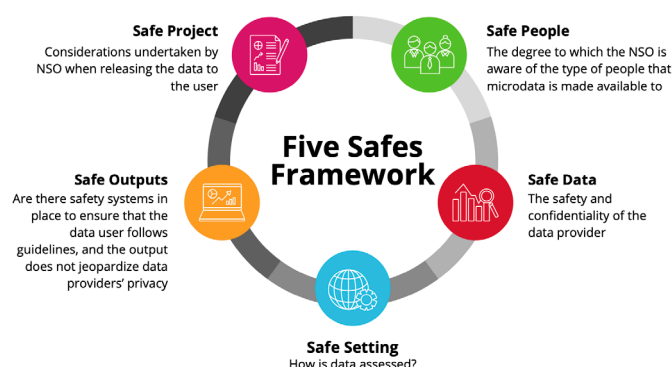 Safe Project
Considerations undertaken by
NSO when releasing the data to
the user
Safe People
The degree to which the NSO is
aware of the type of people that
microdata is made available to
Five Safes
Framework
Safe Outputs
Are there safety systems in
place to ensure that the
data user follows
guidelines, and the output
does not jeopardize data
providers’ privacy
Safe Data
The safety and
confidentiality of the
data provider
Safe Setting
How is data assessed?